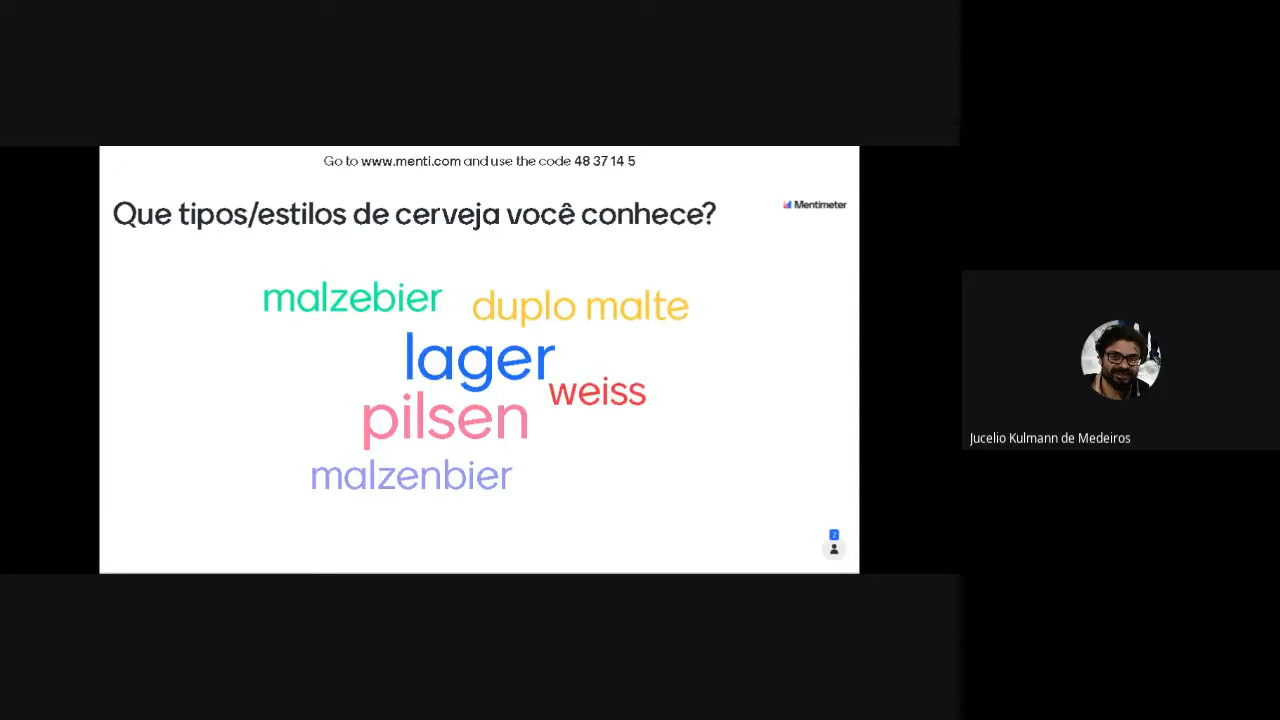 Go to www.menti.com and use the code 48 37 14 5
Que tipos/estilos de cerveja você conhece?
Mentimeter
malzebier
duplo malte
lager
weiss
pilsen
malzenbier
2
Jucelio Kulmann de Medeiros